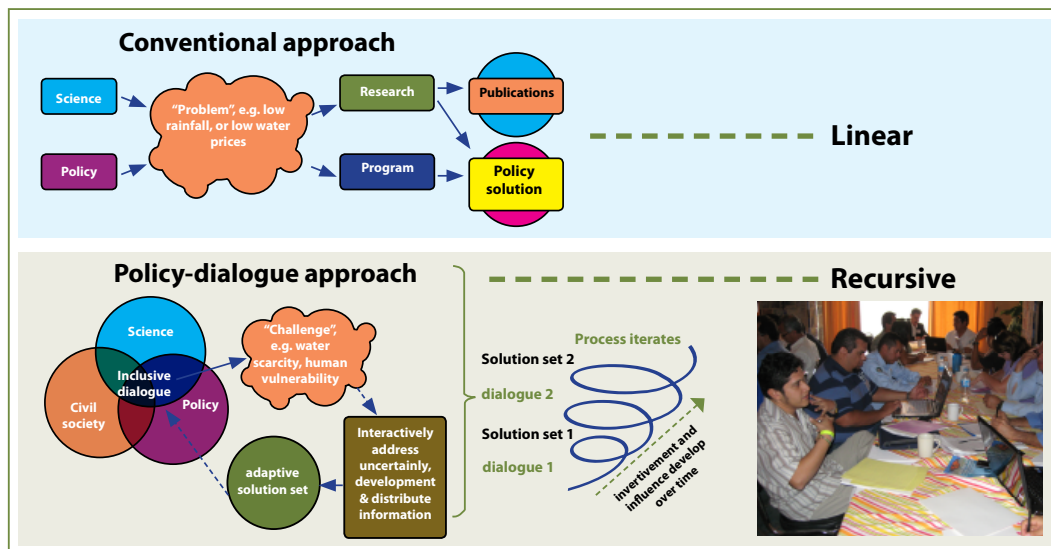 Conventional approach
Science
Policy
“Problem”, e.g. low
rainfall, or low water
prices
Research
Program
Publications
Policy
solution
Linear
Policy-dialogue approach
Science
Civil
society
Inclusive
dialogue
Policy
“Challenge”,
e.g. water
scarcity, human
vulnerability
Interactively
address
uncertainly,
development
& distribute
information
adaptive
solution set
Recursive
Process iterates
Solution set 2
dialogue 2
Solution set 1
dialogue 1
invertivement and
influence develop
over time